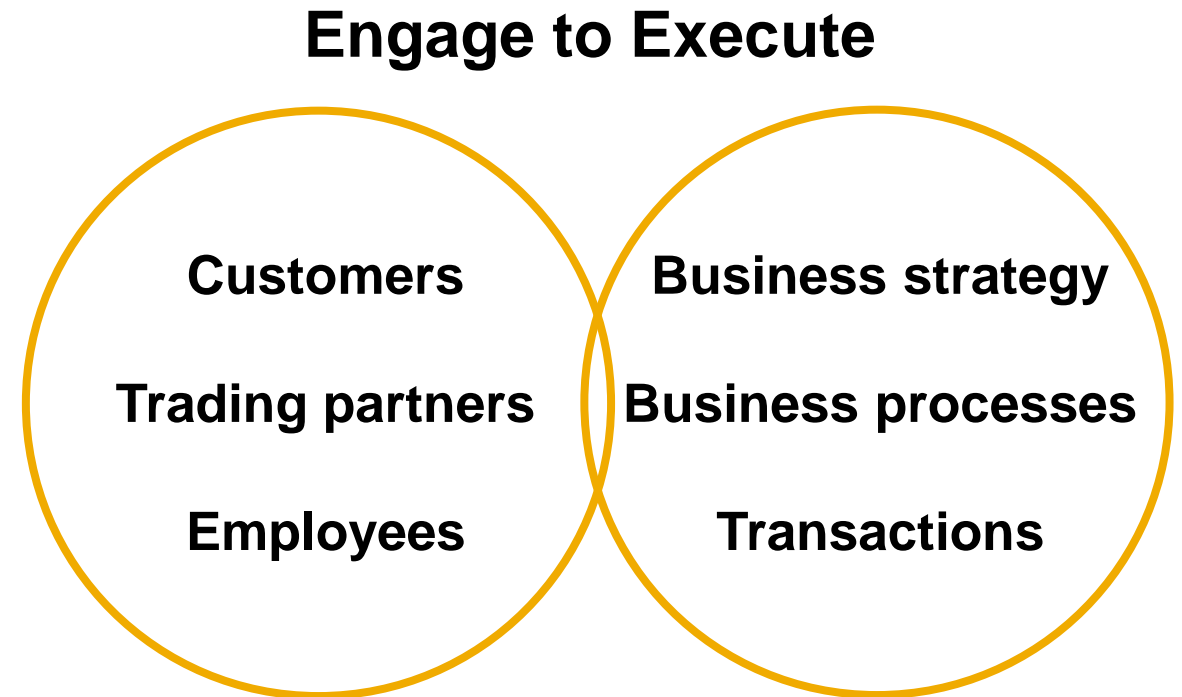 Engage to Execute
Customers
Trading partners
Employees
Business strategy
Business processes
Transactions